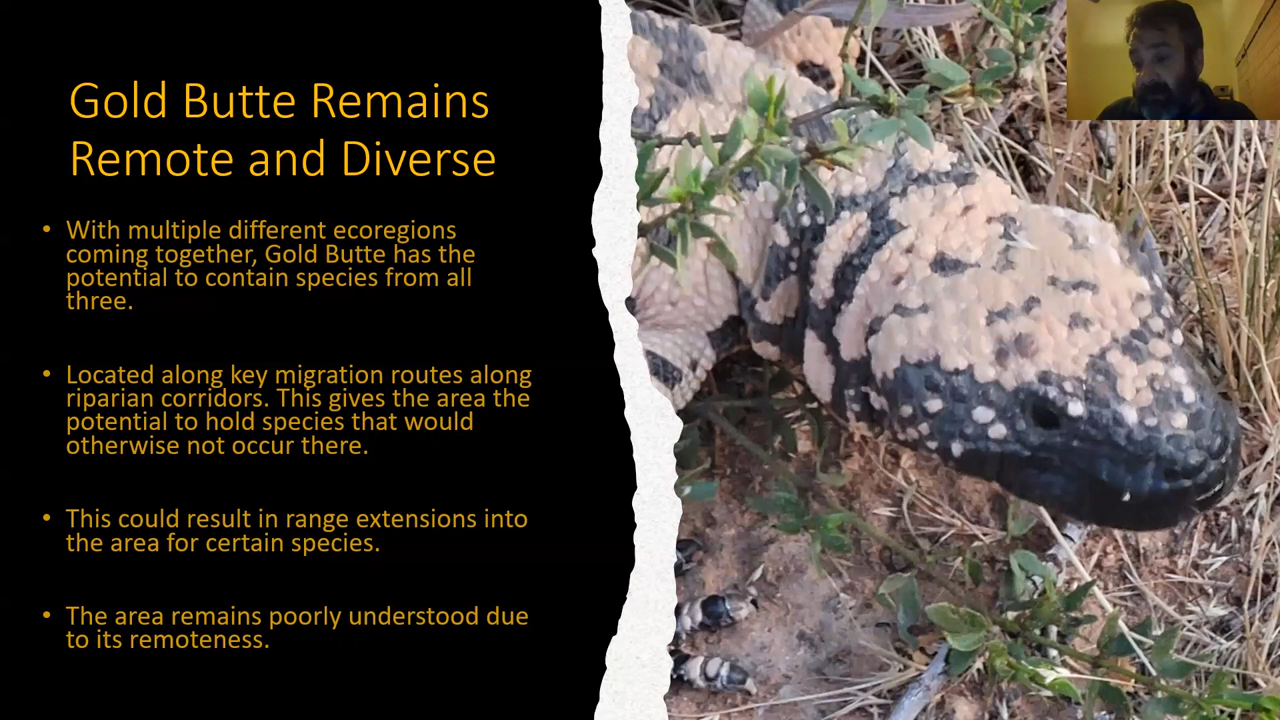 Gold Butte Remains
Remote and Diverse
• With multiple different ecoregions
coming together, Gold Butte has the
potential to contain species from all
three.
• Located along key migration routes along
riparian corridors. This gives the area the
potential to hold species that would
otherwise not occur there.
• This could result in range extensions into
the area for certain species.
• The area remains poorly understood due
to its remoteness.